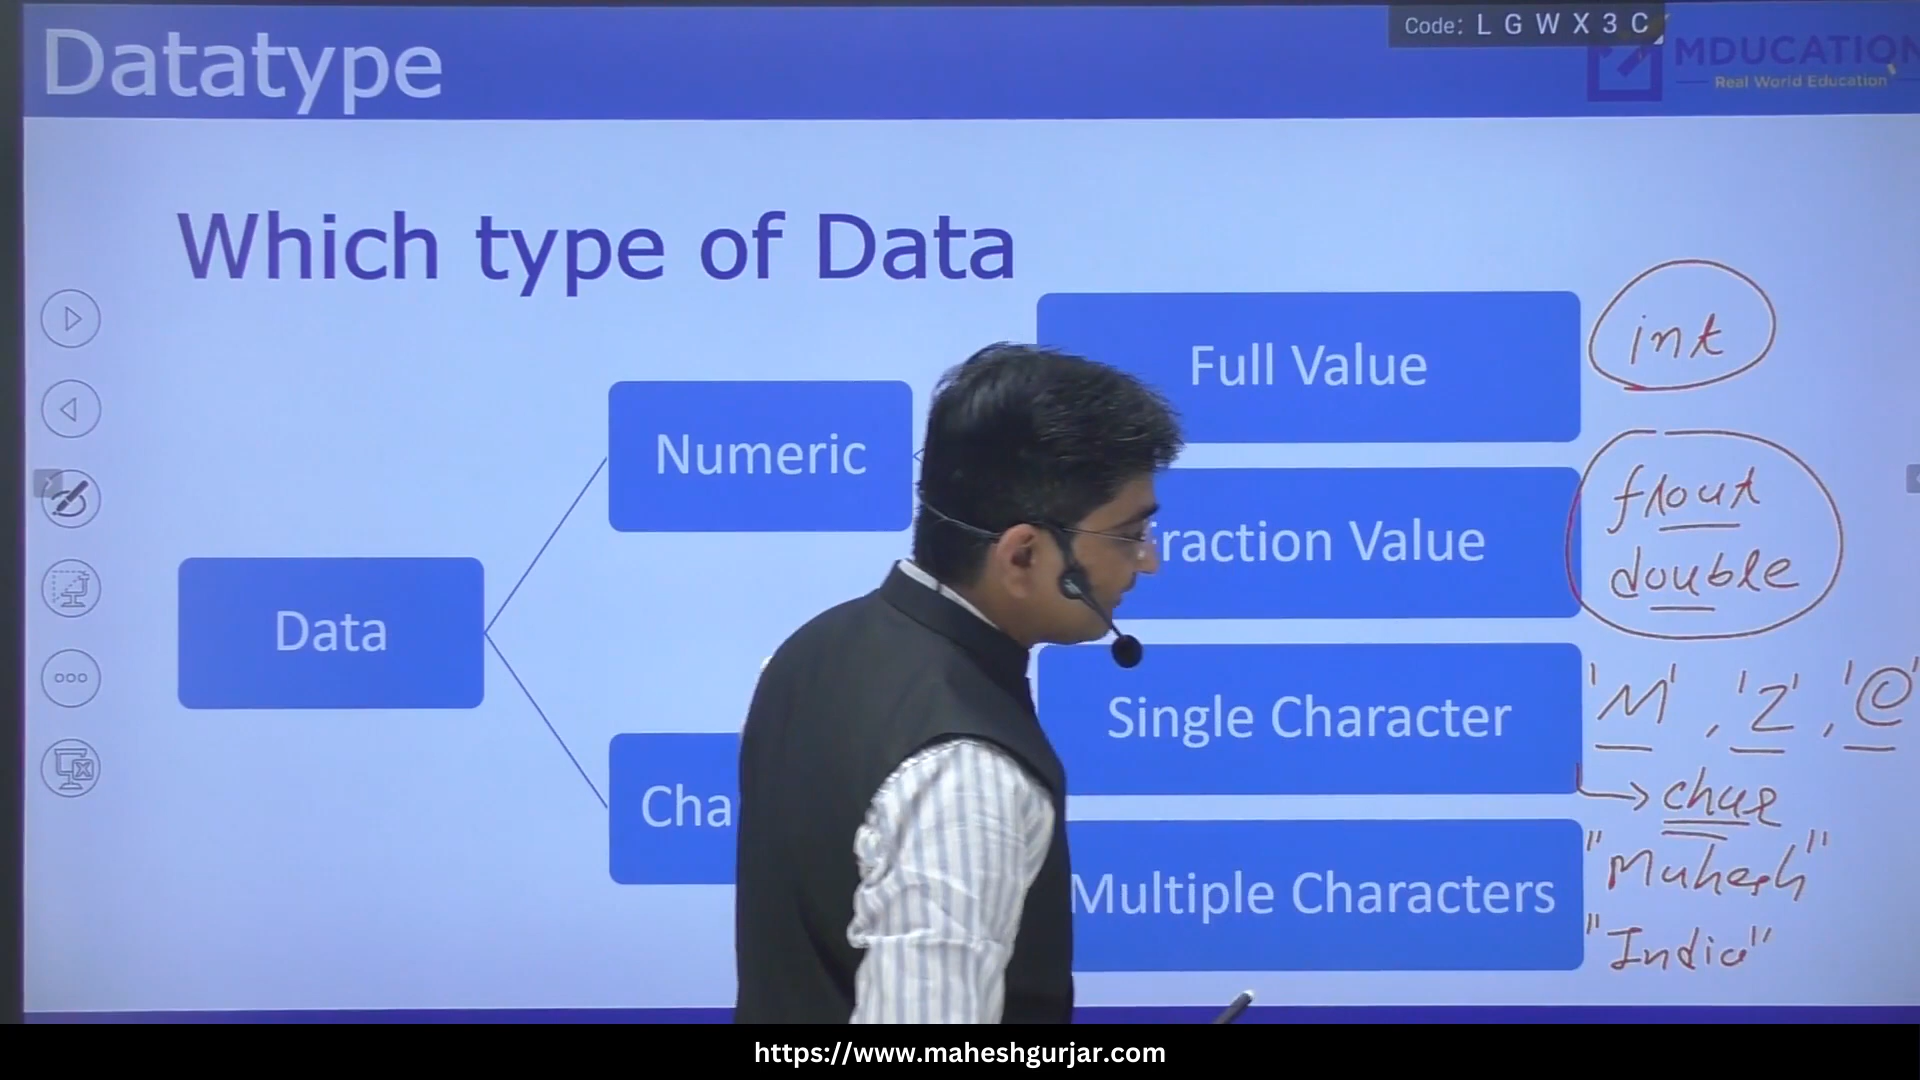 Datatype
Code: L G W X 3 C
MDUCATION
Real World Education
Which type of Data
Full Value
int
Numeric
float
raction Value
double
Data
Single Character
'M' , 'Z' , '@'
Cha
char
"Mahesh"
Multiple Characters
"India"
https://www.maheshgurjar.com